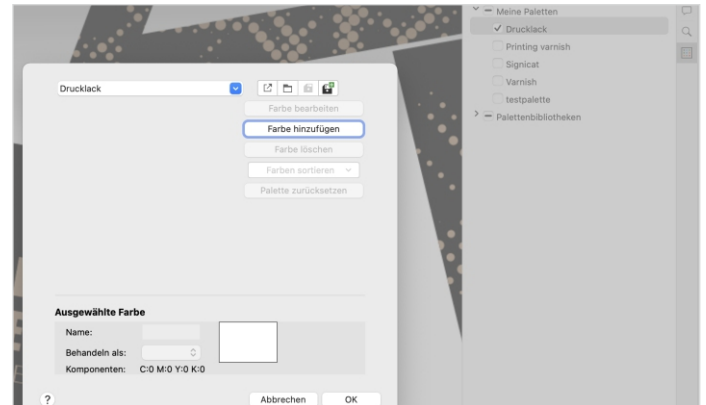 Meine Paletten
Drucklack
Printing varnish
Signicat
Varnish
testpalette
Palettenbibliotheken
Drucklack
Farbe bearbeiten
Farbe hinzufügen
Farbe löschen
Farben sortieren
Palette zurücksetzen
Ausgewählte Farbe
Name:
Behandeln als:
Komponenten: C:0 M:0 Y:0 K:0
? Abbrechen OK